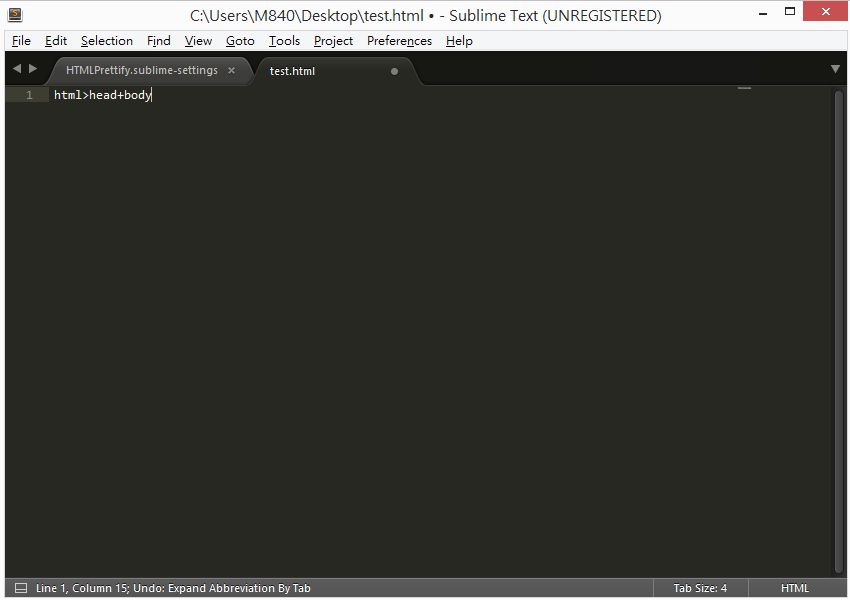 C:\Users\M840\Desktop\test.html • - Sublime Text (UNREGISTERED)
File Edit Selection Find View Goto Tools Project Preferences Help
HTMLPrettify.sublime-settings × test.html
1 html>head+body
Line 1, Column 15; Undo: Expand Abbreviation By Tab Tab Size: 4 HTML